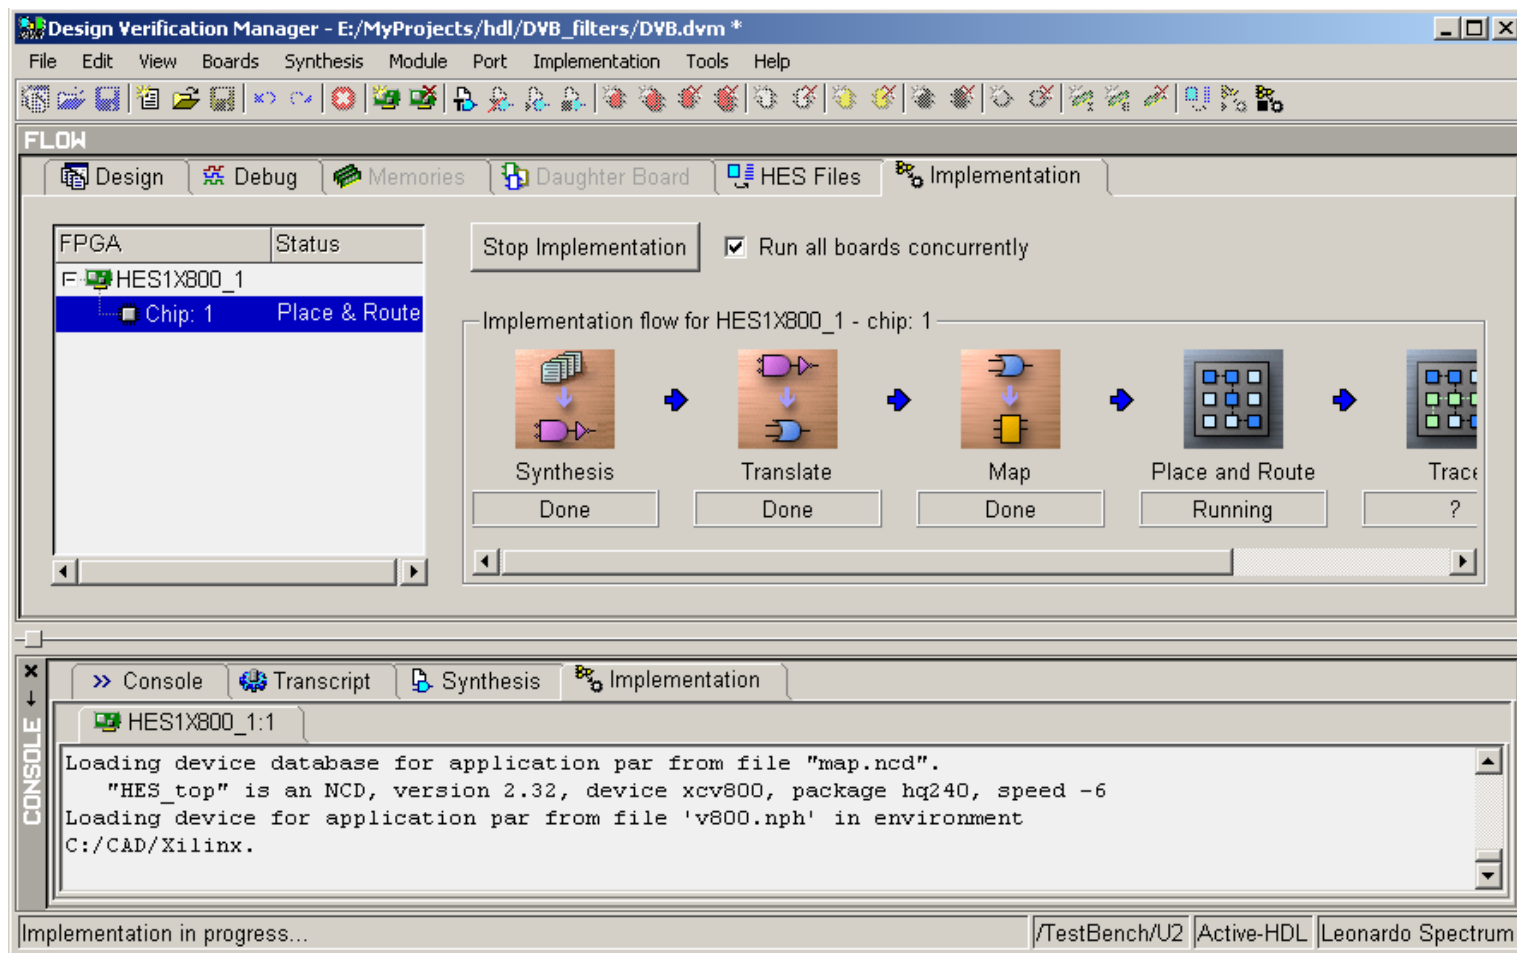 Design Verification Manager - E:/MyProjects/hdl/DVB_filters/DVB.dvm *
File Edit View Boards Synthesis Module Port Implementation Tools Help
FLOW
Design Debug Memories Daughter Board HES Files Implementation
FPGA Status
HES1X800_1
Chip: 1 Place & Route
Stop Implementation Run all boards concurrently
Implementation flow for HES1X800_1 - chip: 1
Synthesis Translate Map Place and Route Trace
Done Done Done Running ?
CONSOLE
>> Console Transcript Synthesis Implementation
HES1X800_1:1
Loading device database for application par from file "map.ncd".
"HES_top" is an NCD, version 2.32, device xcv800, package hq240, speed -6
Loading device for application par from file 'v800.nph' in environment
C:/CAD/Xilinx.
Implementation in progress... /TestBench/U2 Active-HDL Leonardo Spectrum